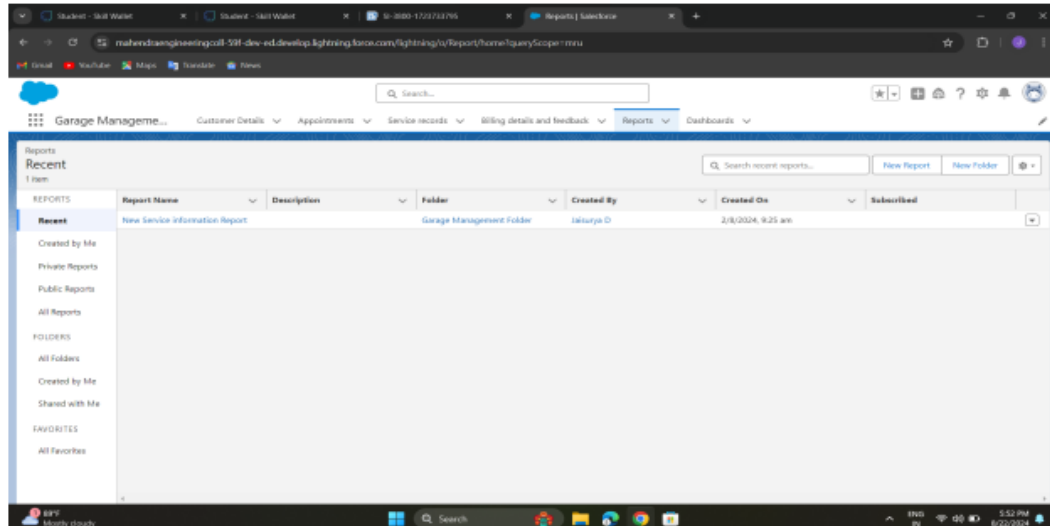 Student - Skill Wallet
Student - Skill Wallet
SI-3800-1723733795
Reports | Salesforce
mahendraengineeringcoll-59f-dev-ed.develop.lightning.force.com/lightning/o/Report/home?queryScope=mru
Gmail YouTube Maps Translate News
Search...
Garage Manageme... Customer Details Appointments Service records Billing details and feedback Reports Dashboards
Reports
Recent
1 item
Search recent reports...
New Report New Folder
REPORTS Report Name Description Folder Created By Created On Subscribed
Recent New Service information Report Garage Management Folder Jaisurya D 2/8/2024, 9:25 am
Created by Me
Private Reports
Public Reports
All Reports
FOLDERS
All Folders
Created by Me
Shared with Me
FAVORITES
All Favorites
Mostly cloudy
Search
ENG
IN
5:52 PM